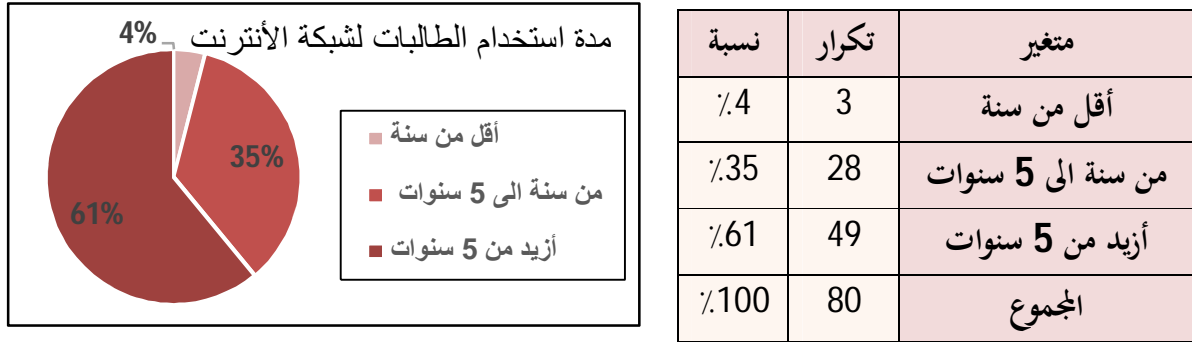 مدة استخدام الطالبات لشبكة الأنترنت
4%
35%
61%
أقل من سنة
من سنة الى 5 سنوات
أزيد من 5 سنوات
متغير تكرار نسبة
أقل من سنة 3 4٪
من سنة الى 5 سنوات 28 35٪
أزيد من 5 سنوات 49 61٪
المجموع 80 100٪